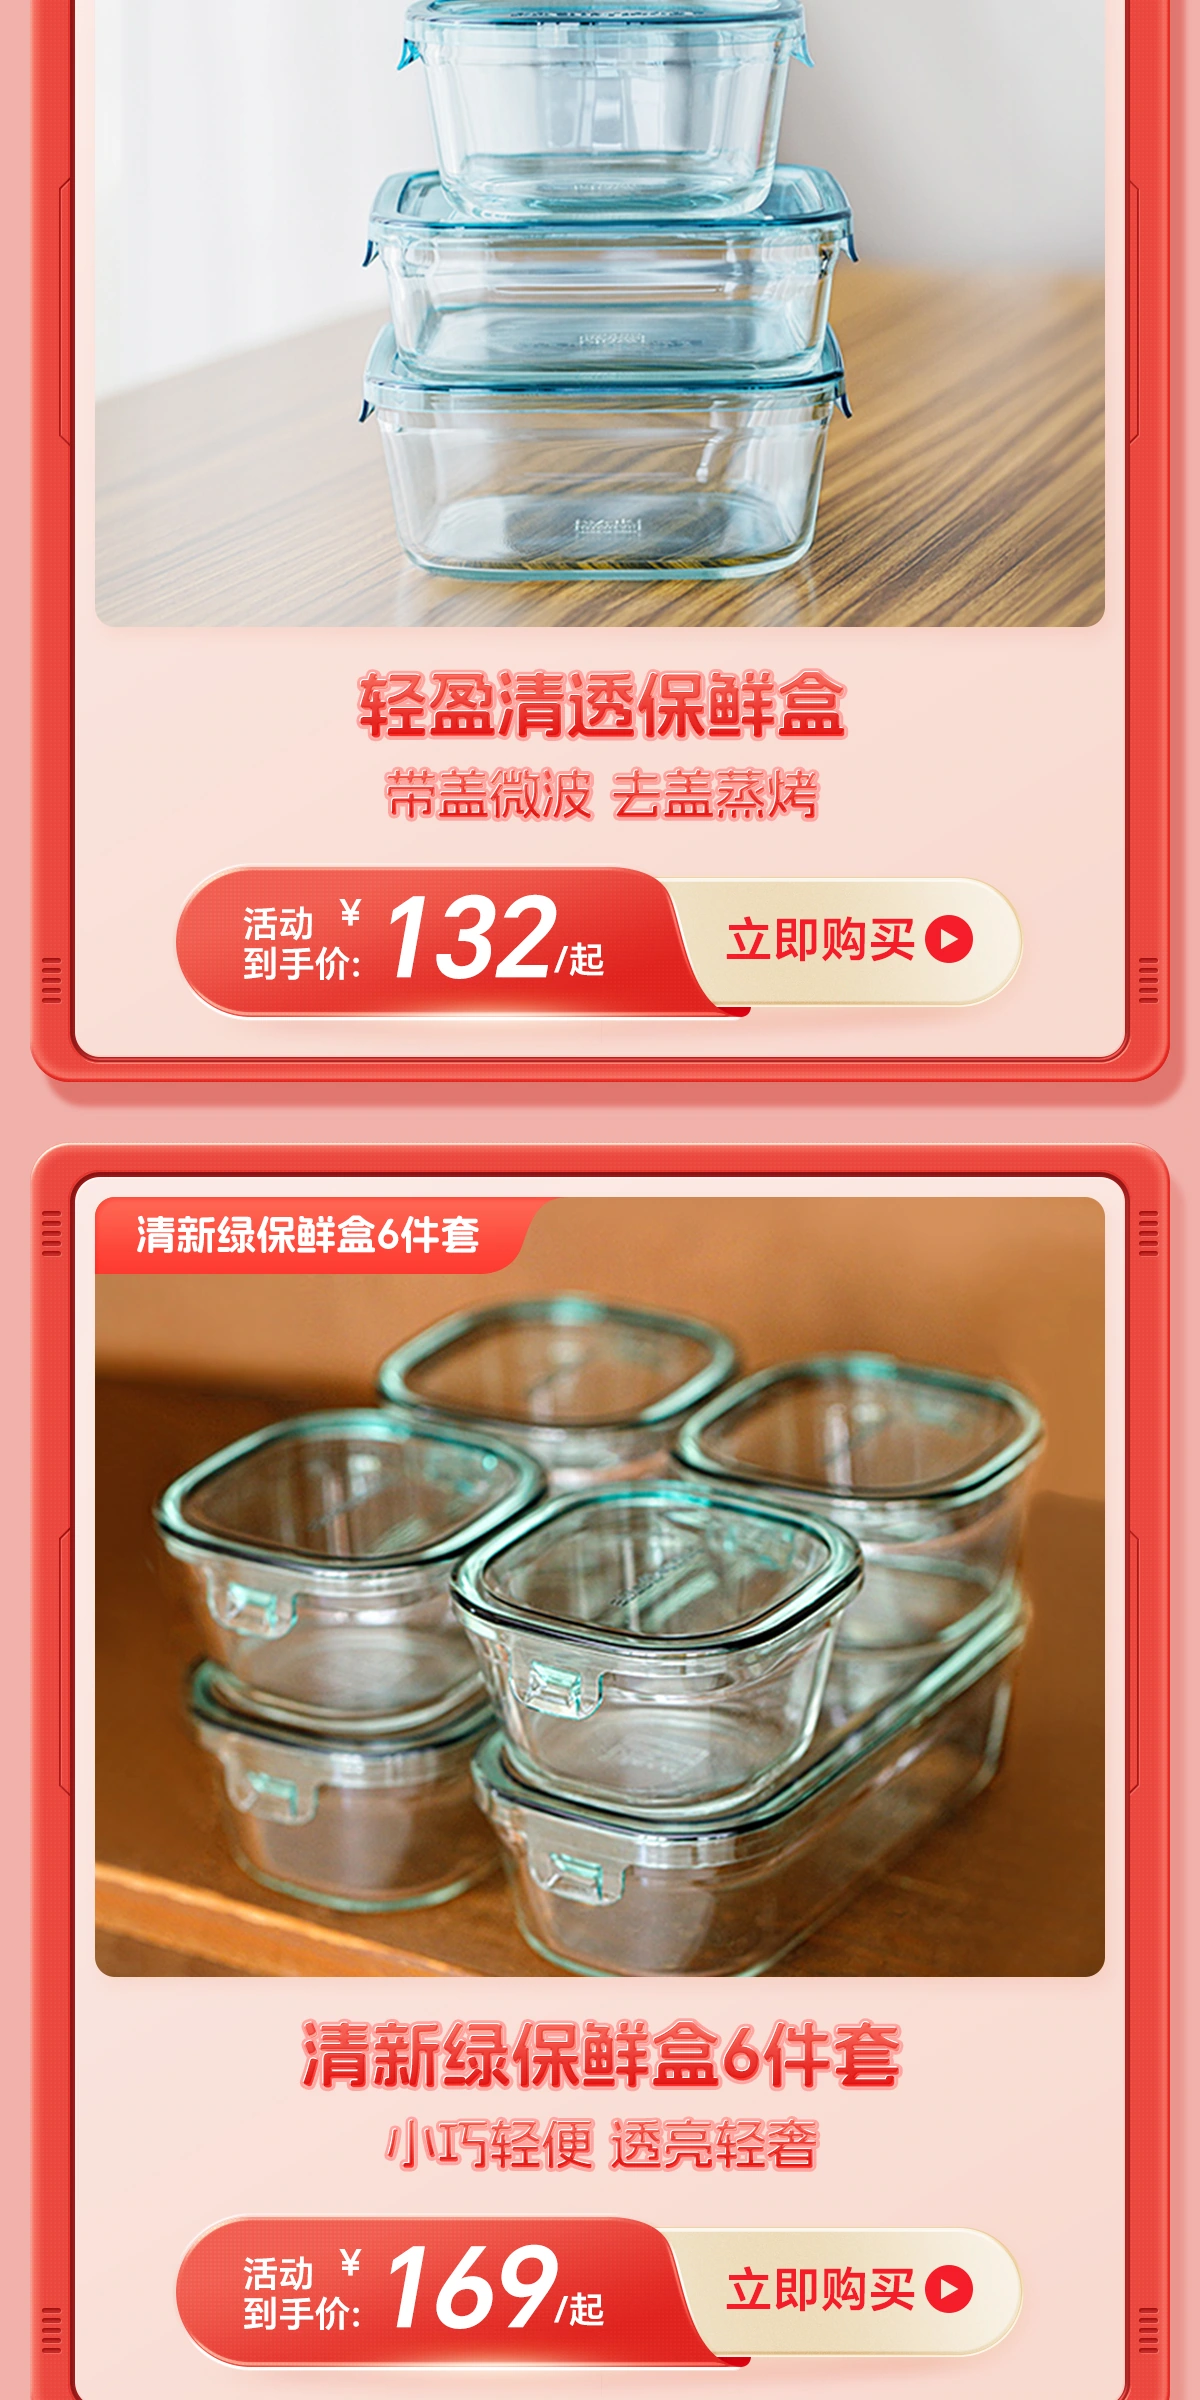 轻盈清透保鲜盒
带盖微波 去盖蒸烤
活动
到手价:
¥132/起
立即购买
清新绿保鲜盒6件套
清新绿保鲜盒6件套
小巧轻便 透亮轻奢
活动
到手价:
¥169/起
立即购买